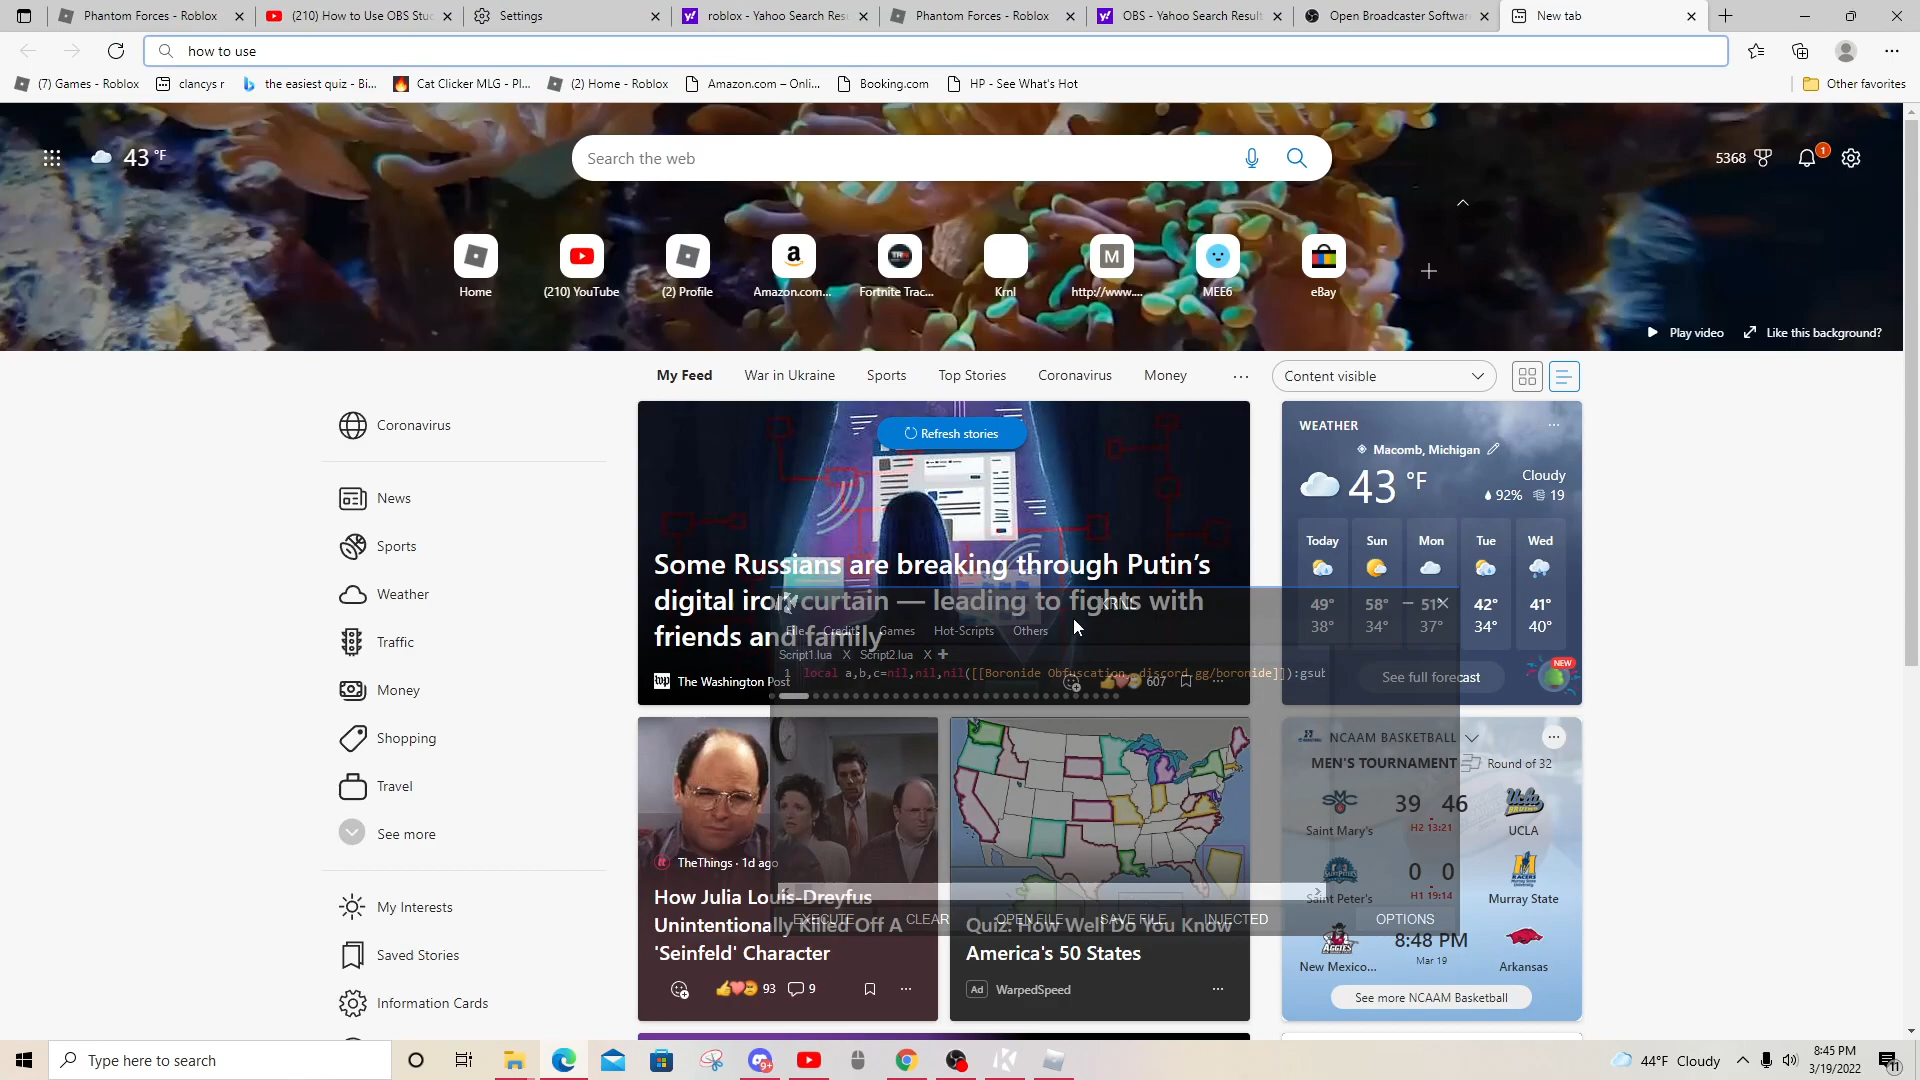 Phantom Forces - Roblox
(210) How to Use OBS Stuc
Settings
roblox - Yahoo Search Res
Phantom Forces - Roblox
OBS - Yahoo Search Result
Open Broadcaster Softwar
New tab
how to use
(7) Games - Roblox
clancys r
the easiest quiz - Bi...
Cat Clicker MLG - Pl...
(2) Home - Roblox
Amazon.com – Onli...
Booking.com
HP - See What's Hot
Other favorites
43 °F
Search the web
5368
1
Home
(210) YouTube
(2) Profile
Amazon.com...
Fortnite Trac...
Krnl
http://www....
MEE6
eBay
Play video
Like this background?
My Feed
War in Ukraine
Sports
Top Stories
Coronavirus
Money
Content visible
Coronavirus
News
Sports
Weather
Traffic
Money
Shopping
Travel
See more
My Interests
Saved Stories
Information Cards
Refresh stories
Some Russians are breaking through Putin's
digital iron curtain — leading to fights with
friends and family
The Washington Post
607
KRNL
File
Credits
Games
Hot-Scripts
Others
Script1.lua X
Script2.lua X
1 local a,b,c=nil,nil,nil([[Boronide Obfuscation, discord.gg/boronide]]):gsub
EXECUTE
CLEAR
OPEN FILE
SAVE FILE
INJECTED
OPTIONS
WEATHER
Macomb, Michigan
43 °F
Cloudy
92% 19
Today
Sun
Mon
Tue
Wed
49°
58°
51°
42°
41°
38°
34°
37°
34°
40°
See full forecast
NEW
TheThings · 1d ago
How Julia Louis-Dreyfus
Unintentionally Killed Off A
'Seinfeld' Character
93
9
Quiz: How Well Do You Know
America's 50 States
Ad WarpedSpeed
NCAAM BASKETBALL
MEN'S TOURNAMENT
Round of 32
39 46
H2 13:21
Saint Mary's
UCLA
0 0
H1 19:14
Saint Peter's
Murray State
8:48 PM
Mar 19
New Mexico...
Arkansas
See more NCAAM Basketball
Type here to search
9+
44°F Cloudy
8:45 PM
3/19/2022
11